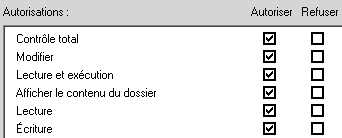 Autorisations : Autoriser Refuser
Contrôle total
Modifier
Lecture et exécution
Afficher le contenu du dossier
Lecture
Écriture